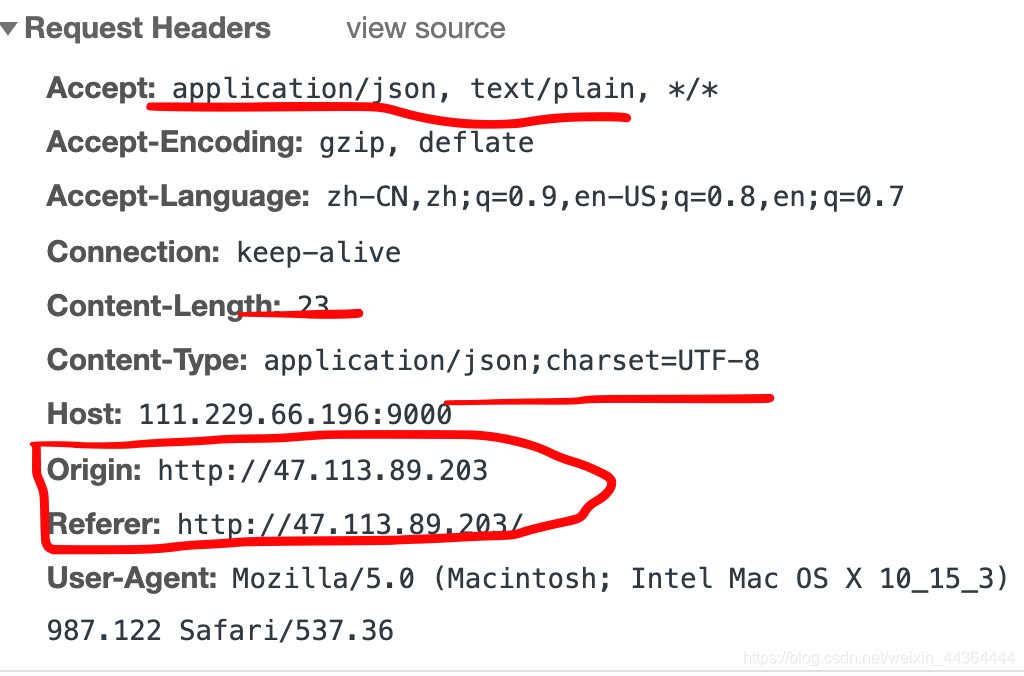 Request Headers view source
Accept: application/json, text/plain, */*
Accept-Encoding: gzip, deflate
Accept-Language: zh-CN,zh;q=0.9,en-US;q=0.8,en;q=0.7
Connection: keep-alive
Content-Length: 23
Content-Type: application/json;charset=UTF-8
Host: 111.229.66.196:9000
Origin: http://47.113.89.203
Referer: http://47.113.89.203/
User-Agent: Mozilla/5.0 (Macintosh; Intel Mac OS X 10_15_3)
987.122 Safari/537.36
https://blog.csdn.net/weixin_44364444